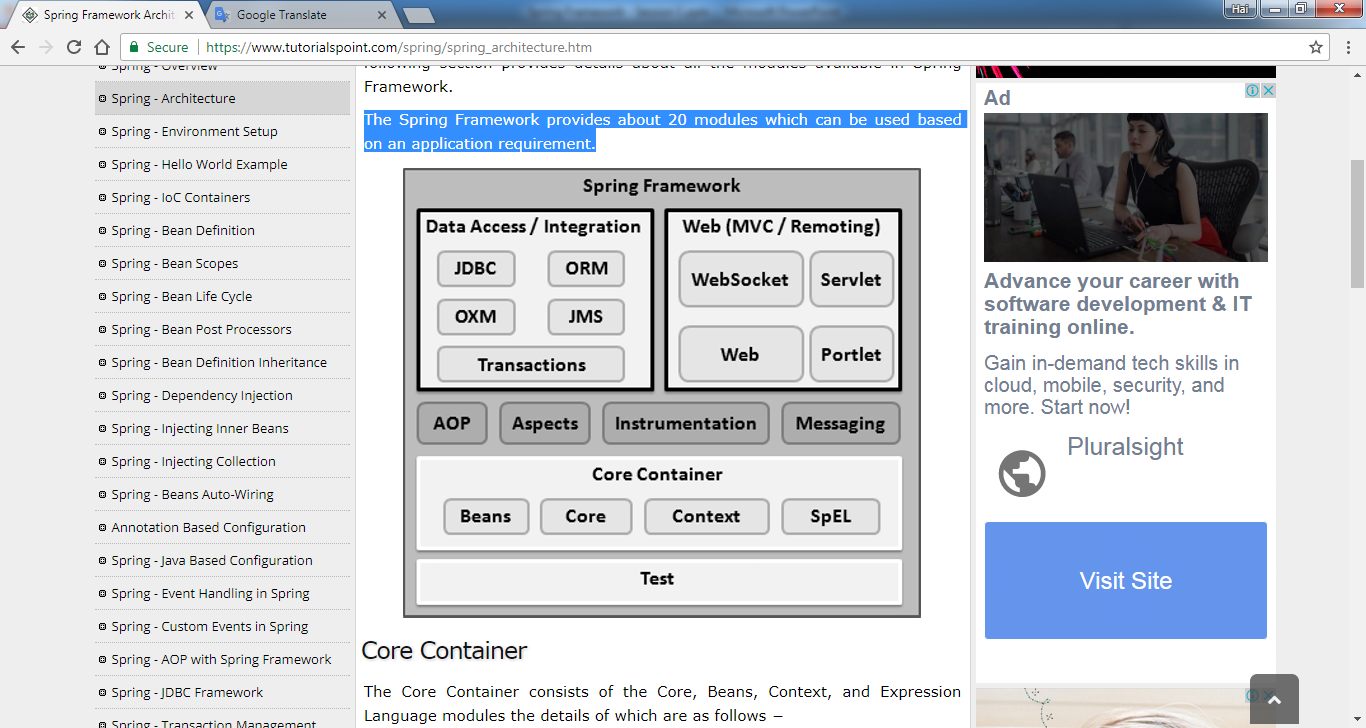 Spring Framework Archit
Google Translate
Hai
Secure
https://www.tutorialspoint.com/spring/spring_architecture.htm
Spring - Overview
Spring - Architecture
Spring - Environment Setup
Spring - Hello World Example
Spring - IoC Containers
Spring - Bean Definition
Spring - Bean Scopes
Spring - Bean Life Cycle
Spring - Bean Post Processors
Spring - Bean Definition Inheritance
Spring - Dependency Injection
Spring - Injecting Inner Beans
Spring - Injecting Collection
Spring - Beans Auto-Wiring
Annotation Based Configuration
Spring - Java Based Configuration
Spring - Event Handling in Spring
Spring - Custom Events in Spring
Spring - AOP with Spring Framework
Spring - JDBC Framework
Spring - Transaction Management
following section provides details about all the modules available in Spring
Framework.
The Spring Framework provides about 20 modules which can be used based
on an application requirement.
Spring Framework
Data Access / Integration
JDBC ORM
OXM JMS
Transactions
Web (MVC / Remoting)
WebSocket Servlet
Web Portlet
AOP Aspects Instrumentation Messaging
Core Container
Beans Core Context SpEL
Test
Core Container
The Core Container consists of the Core, Beans, Context, and Expression
Language modules the details of which are as follows −
Ad
Advance your career with
software development & IT
training online.
Gain in-demand tech skills in
cloud, mobile, security, and
more. Start now!
Pluralsight
Visit Site